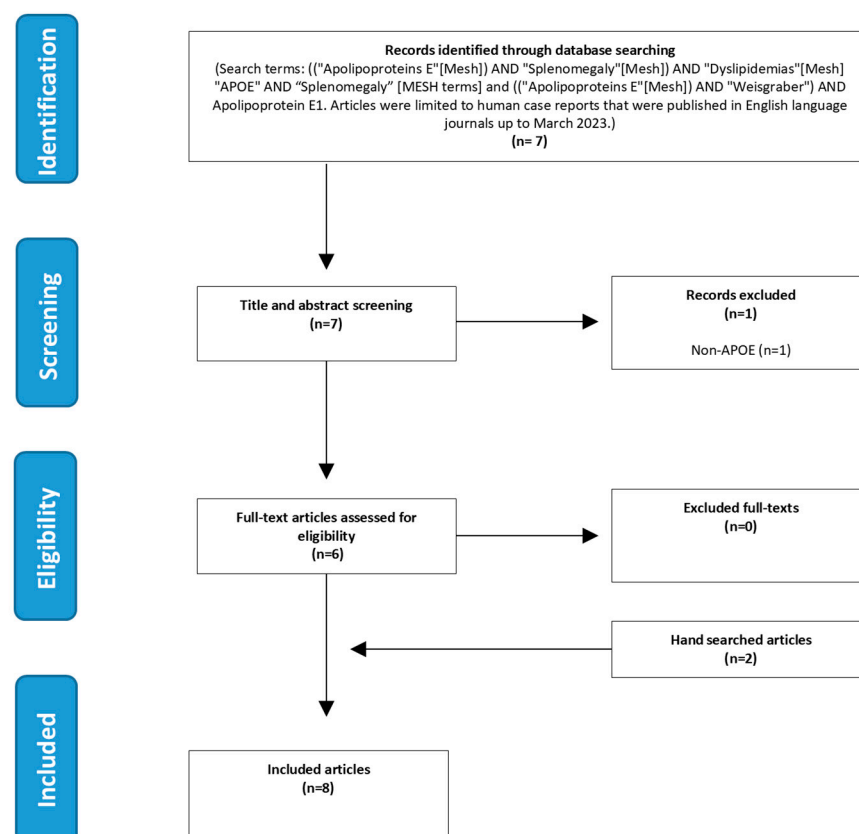 Identification
Records identified through database searching
(Search terms: (("Apolipoproteins E"[Mesh]) AND "Splenomegaly"[Mesh]) AND "Dyslipidemias"[Mesh]
"APOE" AND “Splenomegaly” [MESH terms] and (("Apolipoproteins E"[Mesh]) AND "Weisgraber") AND
Apolipoprotein E1. Articles were limited to human case reports that were published in English language
journals up to March 2023.)
(n= 7)
Screening
Title and abstract screening
(n=7)
Records excluded
(n=1)
Non-APOE (n=1)
Eligibility
Full-text articles assessed for
eligibility
(n=6)
Excluded full-texts
(n=0)
Hand searched articles
(n=2)
Included
Included articles
(n=8)